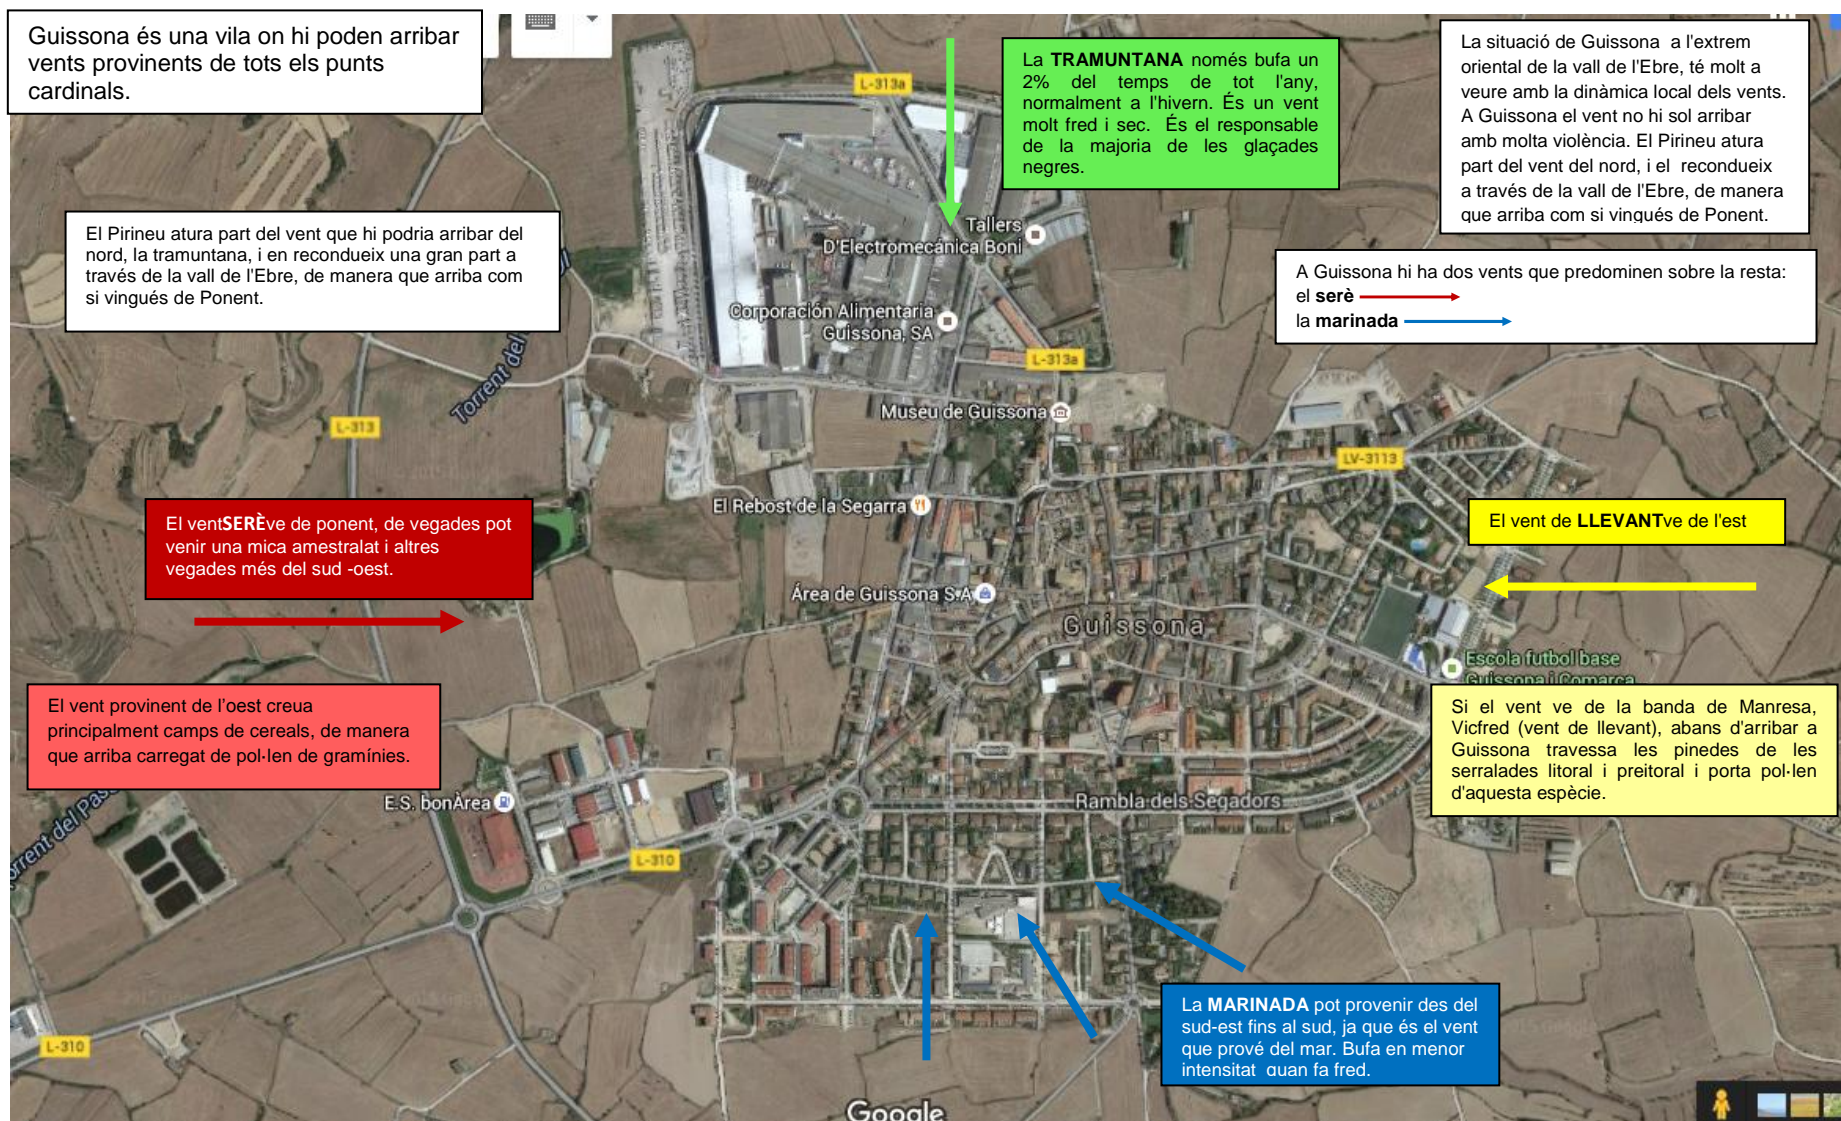 Guissona és una vila on hi poden arribar
vents provinents de tots els punts
cardinals.
La TRAMUNTANA només bufa un
2% del temps de tot l'any,
normalment a l'hivern. És un vent
molt fred i sec. És el responsable
de la majoria de les glaçades
negres.
La situació de Guissona a l'extrem
oriental de la vall de l'Ebre, té molt a
veure amb la dinàmica local dels vents.
A Guissona el vent no hi sol arribar
amb molta violència. El Pirineu atura
part del vent del nord, i el recondueix
a través de la vall de l'Ebre, de manera
que arriba com si vingués de Ponent.
L-313a
El Pirineu atura part del vent que hi podria arribar del
nord, la tramuntana, i en recondueix una gran part a
través de la vall de l'Ebre, de manera que arriba com
si vingués de Ponent.
Tallers
D'Electromecánica Boni
A Guissona hi ha dos vents que predominen sobre la resta:
el serè
la marinada
Corporación Alimentaria
Guissona, SA
L-313a
Torrent del
Museu de Guissona
L-313
LV-3113
El Rebost de la Segarra
El ventSERÈve de ponent, de vegades pot
venir una mica amestralat i altres
vegades més del sud -oest.
El vent de LLEVANTve de l'est
Área de Guissona S.A
Guissona
Escola futbol base
Guissona i Comarca
El vent provinent de l'oest creua
principalment camps de cereals, de manera
que arriba carregat de pol·len de gramínies.
Si el vent ve de la banda de Manresa,
Vicfred (vent de llevant), abans d'arribar a
Guissona travessa les pinedes de les
serralades litoral i preitoral i porta pol·len
d'aquesta espècie.
E.S. bonÀrea
Rambla dels Segadors
Torrent del Pas
L-310
La MARINADA pot provenir des del
sud-est fins al sud, ja que és el vent
que prové del mar. Bufa en menor
intensitat quan fa fred.
L-310
Google